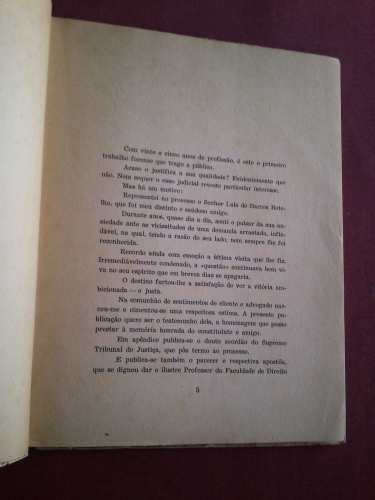 Com vinte e cinco anos de profissão, é este o primeiro
trabalho forense que trago a público.
Acaso o justifica a sua qualidade? Evidentemente que
não. Nem sequer o caso judicial reveste particular interesse.
Mas há um motivo:
Representei no processo o Senhor Luís de Barros Bote-
lho, que foi meu distinto e saüdoso amigo.
Durante anos, quase dia a dia, senti o pulsar da sua an-
siedade ante as vicissitudes de uma demanda arrastada, infin-
dável, na qual, tendo a razão do seu lado, nem sempre lhe foi
reconhecida.
Recordo ainda com emoção a última visita que lhe fiz.
Irremediàvelmente condenado, a «questão» continuava bem vi-
va no seu espírito que em breves dias se apagaria.
O destino furtou-lhe a satisfação de ver a vitória am-
bicionada — e justa.
Na comunhão de sentimentos de cliente e advogado nas-
ceu-me e cimentou-se uma respeitosa estima. A presente pu-
blicação quere ser o testemunho dela, a homenagem que posso
prestar à memória honrada do constituinte e amigo.
Em apêndice publica-se o douto acordão do Supremo
Tribunal de Justiça, que pôs termo ao processo.
E publica-se também o parecer e respectiva apostila,
que se dignou dar o ilustre Professor da Faculdade de Direito
5